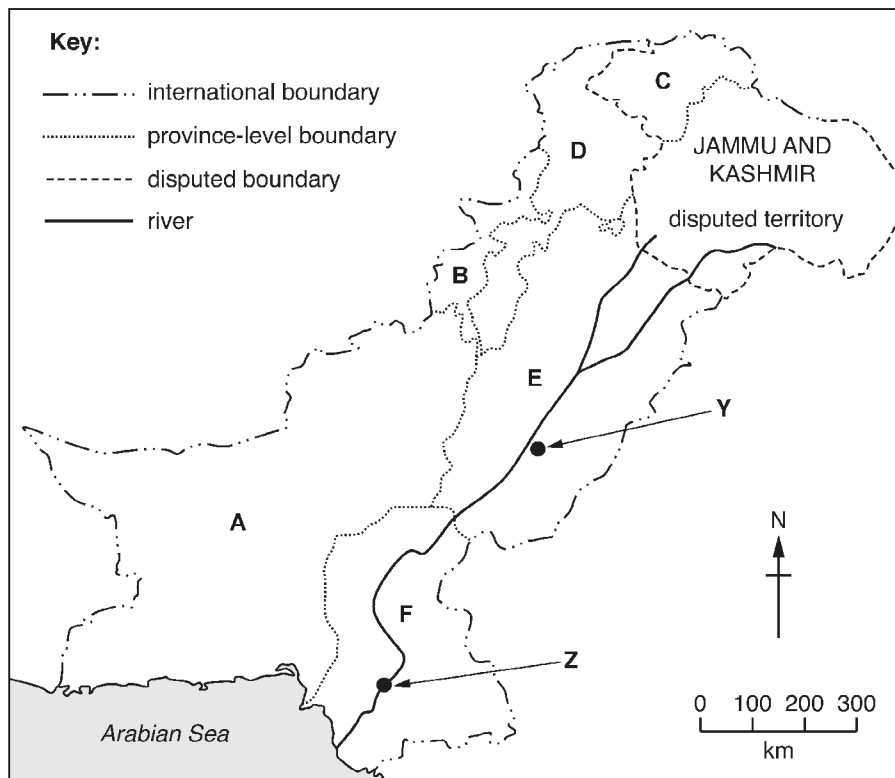 Key:
international boundary
province-level boundary
disputed boundary
river
C
D
JAMMU AND
KASHMIR
disputed territory
B
E
Y
A
N
F
Z
0 100 200 300
km
Arabian Sea